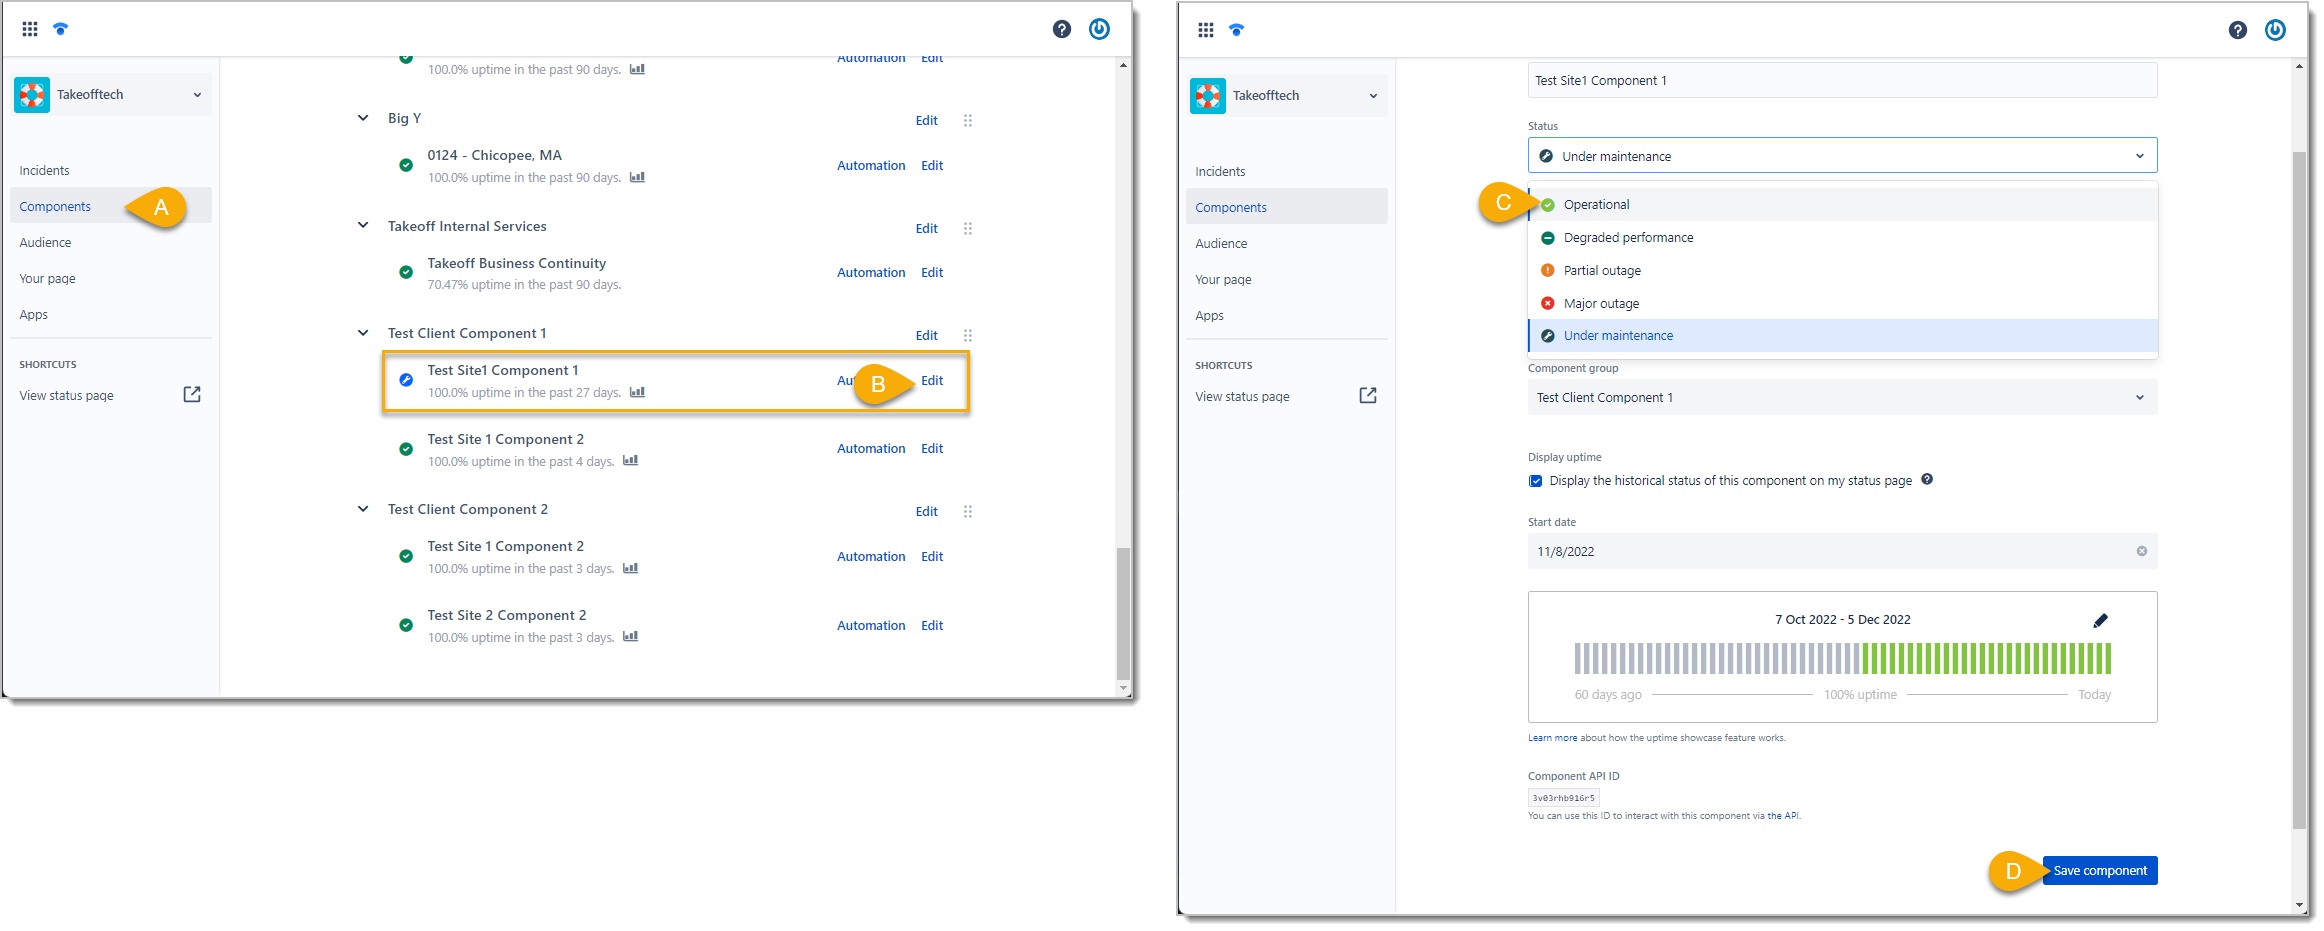 Takeofftech
Incidents
Components
A
Audience
Your page
Apps
SHORTCUTS
View status page
100.0% uptime in the past 90 days.
Automation Edit
Big Y
Edit
0124 - Chicopee, MA
100.0% uptime in the past 90 days.
Automation Edit
Takeoff Internal Services
Edit
Takeoff Business Continuity
70.47% uptime in the past 90 days.
Automation Edit
Test Client Component 1
Edit
Test Site1 Component 1
100.0% uptime in the past 27 days.
B Edit
Test Site 1 Component 2
100.0% uptime in the past 4 days.
Automation Edit
Test Client Component 2
Edit
Test Site 1 Component 2
100.0% uptime in the past 3 days.
Automation Edit
Test Site 2 Component 2
100.0% uptime in the past 3 days.
Automation Edit
Takeofftech
Incidents
Components
Audience
Your page
Apps
SHORTCUTS
View status page
Test Site1 Component 1
Status
Under maintenance
C
Operational
Degraded performance
Partial outage
Major outage
Under maintenance
Component group
Test Client Component 1
Display uptime
Display the historical status of this component on my status page
Start date
11/8/2022
7 Oct 2022 - 5 Dec 2022
60 days ago 100% uptime Today
Learn more about how the uptime showcase feature works.
Component API ID
3v03rhb916r5
You can use this ID to interact with this component via the API.
D
Save component